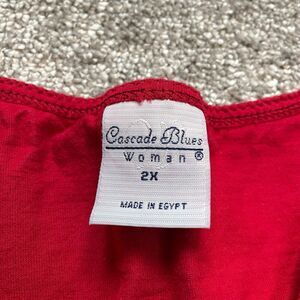 Cascade Blues
Woman ®
2X
MADE IN EGYPT